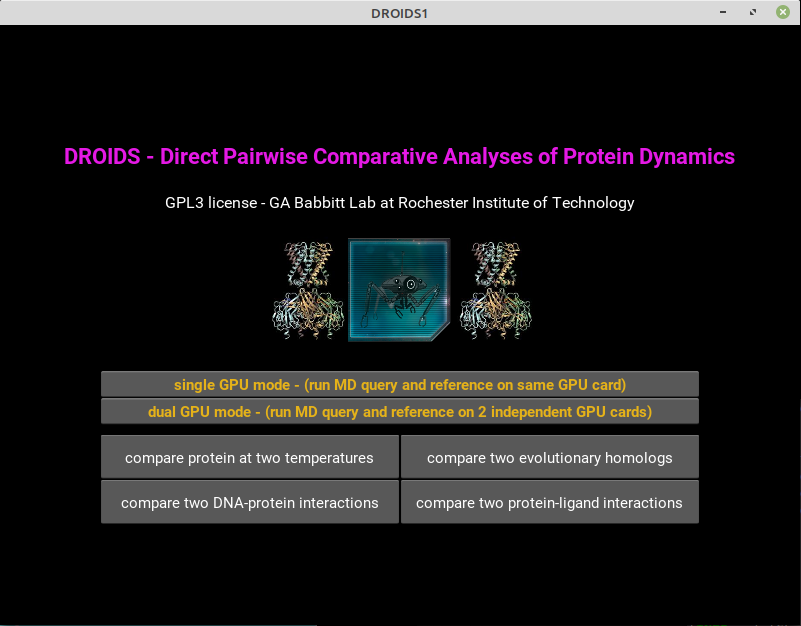 DROIDS1
DROIDS - Direct Pairwise Comparative Analyses of Protein Dynamics
GPL3 license - GA Babbitt Lab at Rochester Institute of Technology
single GPU mode - (run MD query and reference on same GPU card)
dual GPU mode - (run MD query and reference on 2 independent GPU cards)
compare protein at two temperatures
compare two evolutionary homologs
compare two DNA-protein interactions
compare two protein-ligand interactions